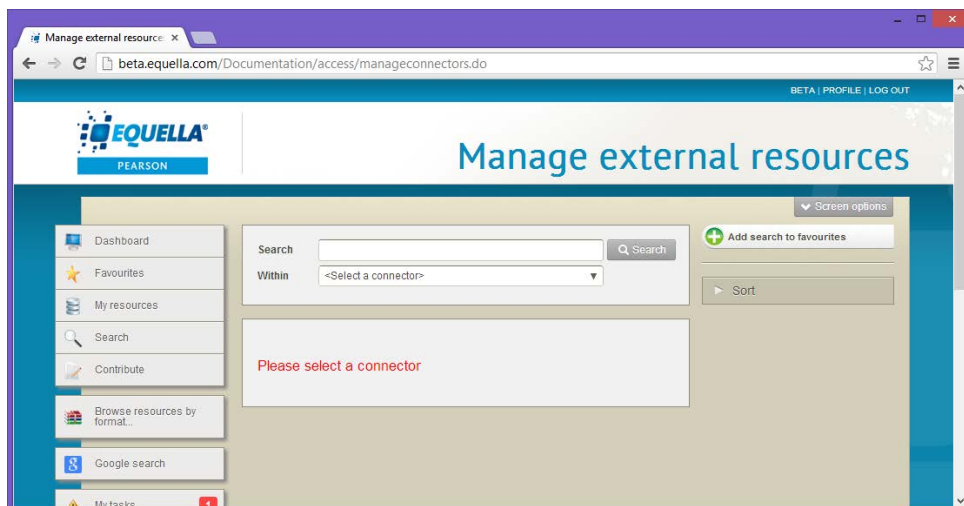 Manage external resource
beta.equella.com/Documentation/access/manageconnectors.do
BETA | PROFILE | LOG OUT
EQUELLA®
PEARSON
Manage external resources
Screen options
Dashboard
Favourites
My resources
Search
Contribute
Browse resources by
format...
Google search
My tasks
1
Search
Search
Within
<Select a connector>
Please select a connector
Add search to favourites
Sort